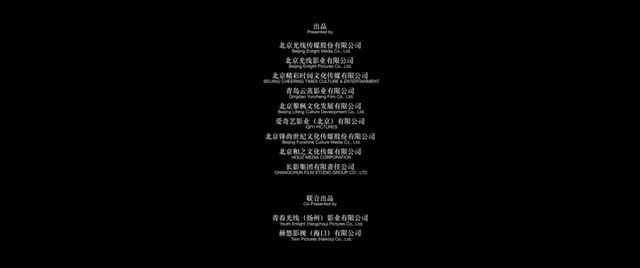 出品
Presented by
北京光线传媒股份有限公司
Beijing Enlight Media Co., Ltd.
北京光线影业有限公司
Beijing Enlight Pictures Co., Ltd.
北京精彩时间文化传媒有限公司
BEIJING CHEERING TIMES CULTURE & ENTERTAINMENT
青岛云蒸影业有限公司
Qingdao Yunzheng Film Co., Ltd.
北京黎枫文化发展有限公司
Beijing Lifeng Culture Development Co., Ltd.
爱奇艺影业（北京）有限公司
iQIYI PICTURES
北京锋尚世纪文化传媒股份有限公司
Beijing Funshine Culture Media Co., Ltd.
北京和之文化传媒有限公司
HOOZ MEDIA CORPORATION
长影集团有限责任公司
CHANGCHUN FILM STUDIO GROUP CO., LTD.
联合出品
Co-Presented by
青春光线（扬州）影业有限公司
Youth Enlight (Yangzhou) Pictures Co., Ltd.
赫悠影视（海口）有限公司
Twin Pictures (Haikou) Co., Ltd.